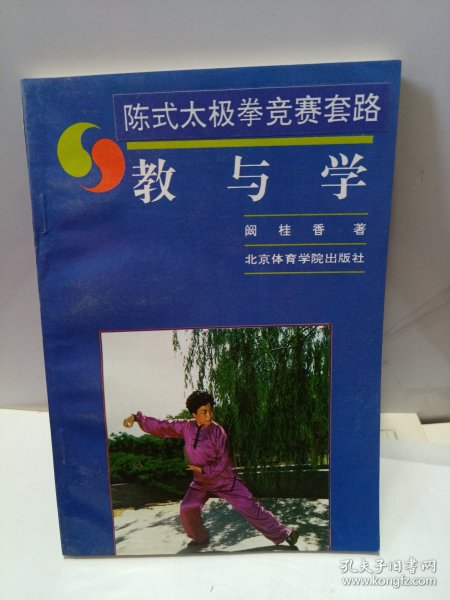 陈式太极拳竞赛套路
教与学
阚桂香著
北京体育学院出版社
孔夫子旧书网
www.kongfz.com